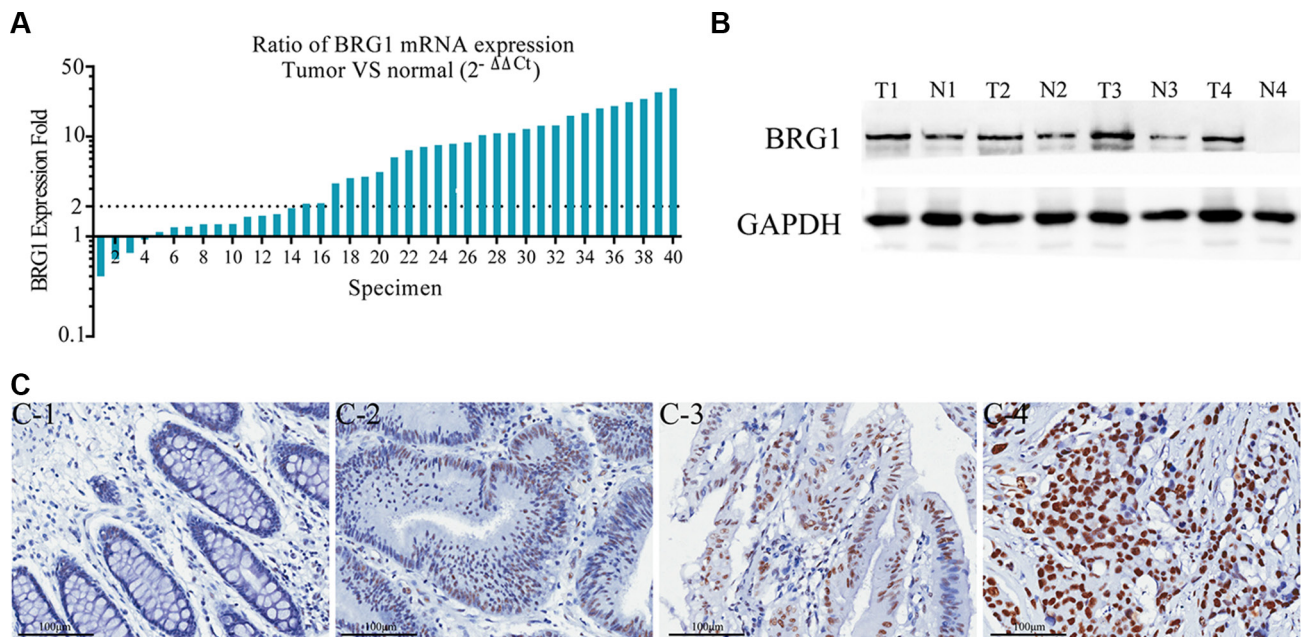 A
Ratio of BRG1 mRNA expression
Tumor VS normal (2- ΔΔCt)
BRG1 Expression Fold
50
10
2
1
0.1
2 4 6 8 10 12 14 16 18 20 22 24 26 28 30 32 34 36 38 40
Specimen
B
T1 N1 T2 N2 T3 N3 T4 N4
BRG1
GAPDH
C
C-1 C-2 C-3 C-4
100μm 100μm 100μm 100μm